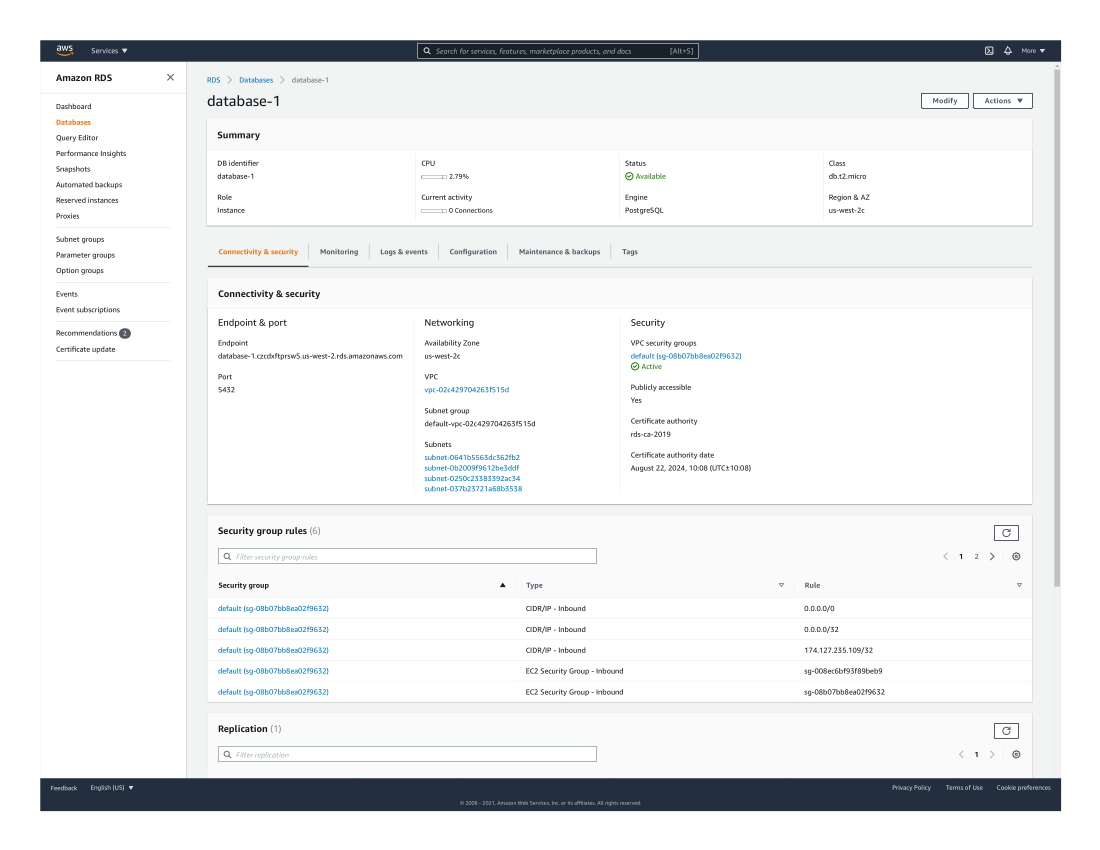 aws Services ▼ Search for services, features, marketplace products, and docs [Alt+S] More ▼
Amazon RDS
Dashboard
Databases
Query Editor
Performance Insights
Snapshots
Automated backups
Reserved instances
Proxies
Subnet groups
Parameter groups
Option groups
Events
Event subscriptions
Recommendations 2
Certificate update
RDS > Databases > database-1
database-1
Modify Actions ▼
Summary
DB identifier
database-1
CPU
2.79%
Status
Available
Class
db.t2.micro
Role
Instance
Current activity
0 Connections
Engine
PostgreSQL
Region & AZ
us-west-2c
Connectivity & security Monitoring Logs & events Configuration Maintenance & backups Tags
Connectivity & security
Endpoint & port
Endpoint
database-1.czcdxftprsw5.us-west-2.rds.amazonaws.com
Port
5432
Networking
Availability Zone
us-west-2c
VPC
vpc-02c429704263f515d
Subnet group
default-vpc-02c429704263f515d
Subnets
subnet-0641b5563dc362fb2
subnet-0b2009f9612be3ddf
subnet-0250c23383392ac34
subnet-037b23721a68b3538
Security
VPC security groups
default (sg-08b07bb8ea02f9632)
Active
Publicly accessible
Yes
Certificate authority
rds-ca-2019
Certificate authority date
August 22, 2024, 10:08 (UTC±10:08)
Security group rules (6)
Filter security group rules
< 1 2 >
Security group Type Rule
default (sg-08b07bb8ea02f9632) CIDR/IP - Inbound 0.0.0.0/0
default (sg-08b07bb8ea02f9632) CIDR/IP - Inbound 0.0.0.0/32
default (sg-08b07bb8ea02f9632) CIDR/IP - Inbound 174.127.235.109/32
default (sg-08b07bb8ea02f9632) EC2 Security Group - Inbound sg-008ec6bf93f89beb9
default (sg-08b07bb8ea02f9632) EC2 Security Group - Inbound sg-08b07bb8ea02f9632
Replication (1)
Filter replication
< 1 >
Feedback English (US) ▼ Privacy Policy Terms of Use Cookie preferences
© 2008 - 2021, Amazon Web Services, Inc. or its affiliates. All rights reserved.